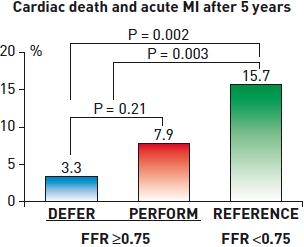 Cardiac death and acute MI after 5 years
P = 0.002
20 %
P = 0.003
15.7
15
P = 0.21
10
7.9
5
3.3
0
DEFER PERFORM REFERENCE
FFR ≥0.75 FFR <0.75